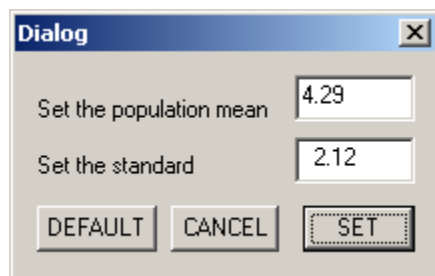 Dialog
Set the population mean 4.29
Set the standard 2.12
DEFAULT CANCEL SET